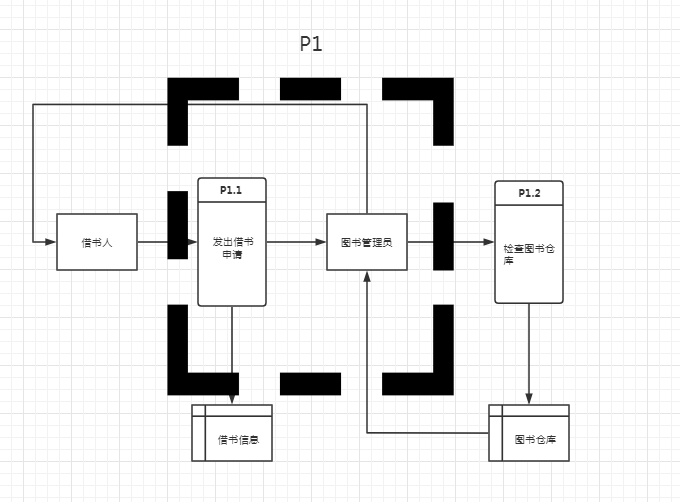 P1
P1.1
P1.2
借书人
发出借书
申请
图书管理员
检查图书仓
库
借书信息
图书仓库